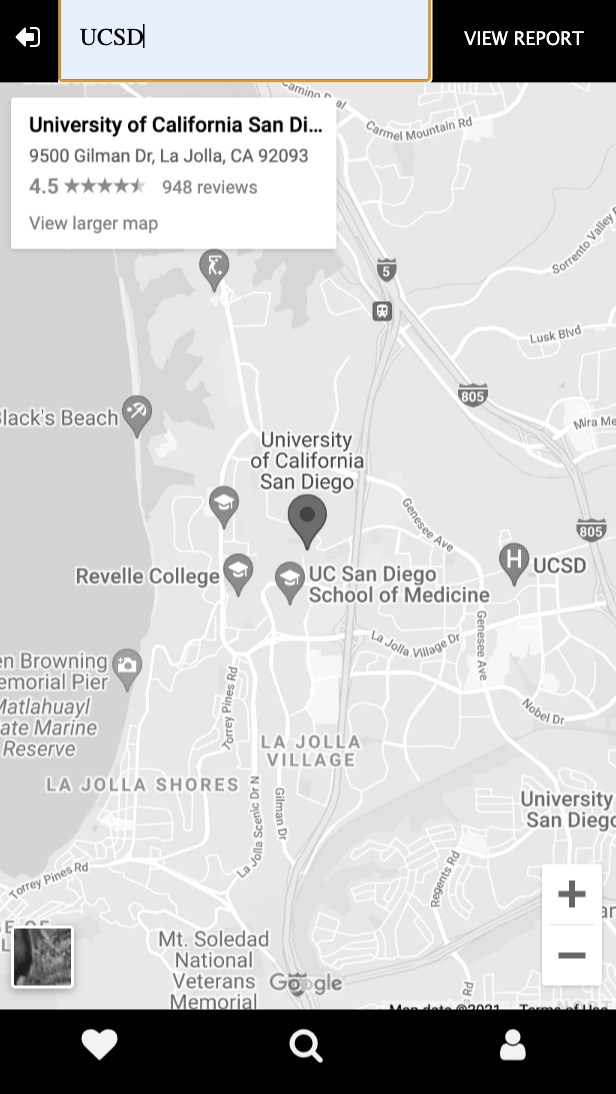 UCSD
VIEW REPORT
Carmel Mountain Rd
University of California San Di...
9500 Gilman Dr, La Jolla, CA 92093
4.5 948 reviews
View larger map
Sorrento Valley
5
Lusk Blvd
805
Black's Beach
Mira Me
University
of California
San Diego
Genesee Ave
805
Revelle College
UC San Diego
School of Medicine
H UCSD
La Jolla Village Dr
Genesee Ave
en Browning
emorial Pier
Matlahuayl
ate Marine
Reserve
Torrey Pines Rd
Nobel Dr
LA JOLLA
VILLAGE
LA JOLLA SHORES
La Jolla Scenic Dr N
Gilman Dr
University
San Diego
Torrey Pines Rd
Regents Rd
+
−
Mt. Soledad
National
Veterans
Memorial
Google
s Rd
Map data ©2021 Terms of Use